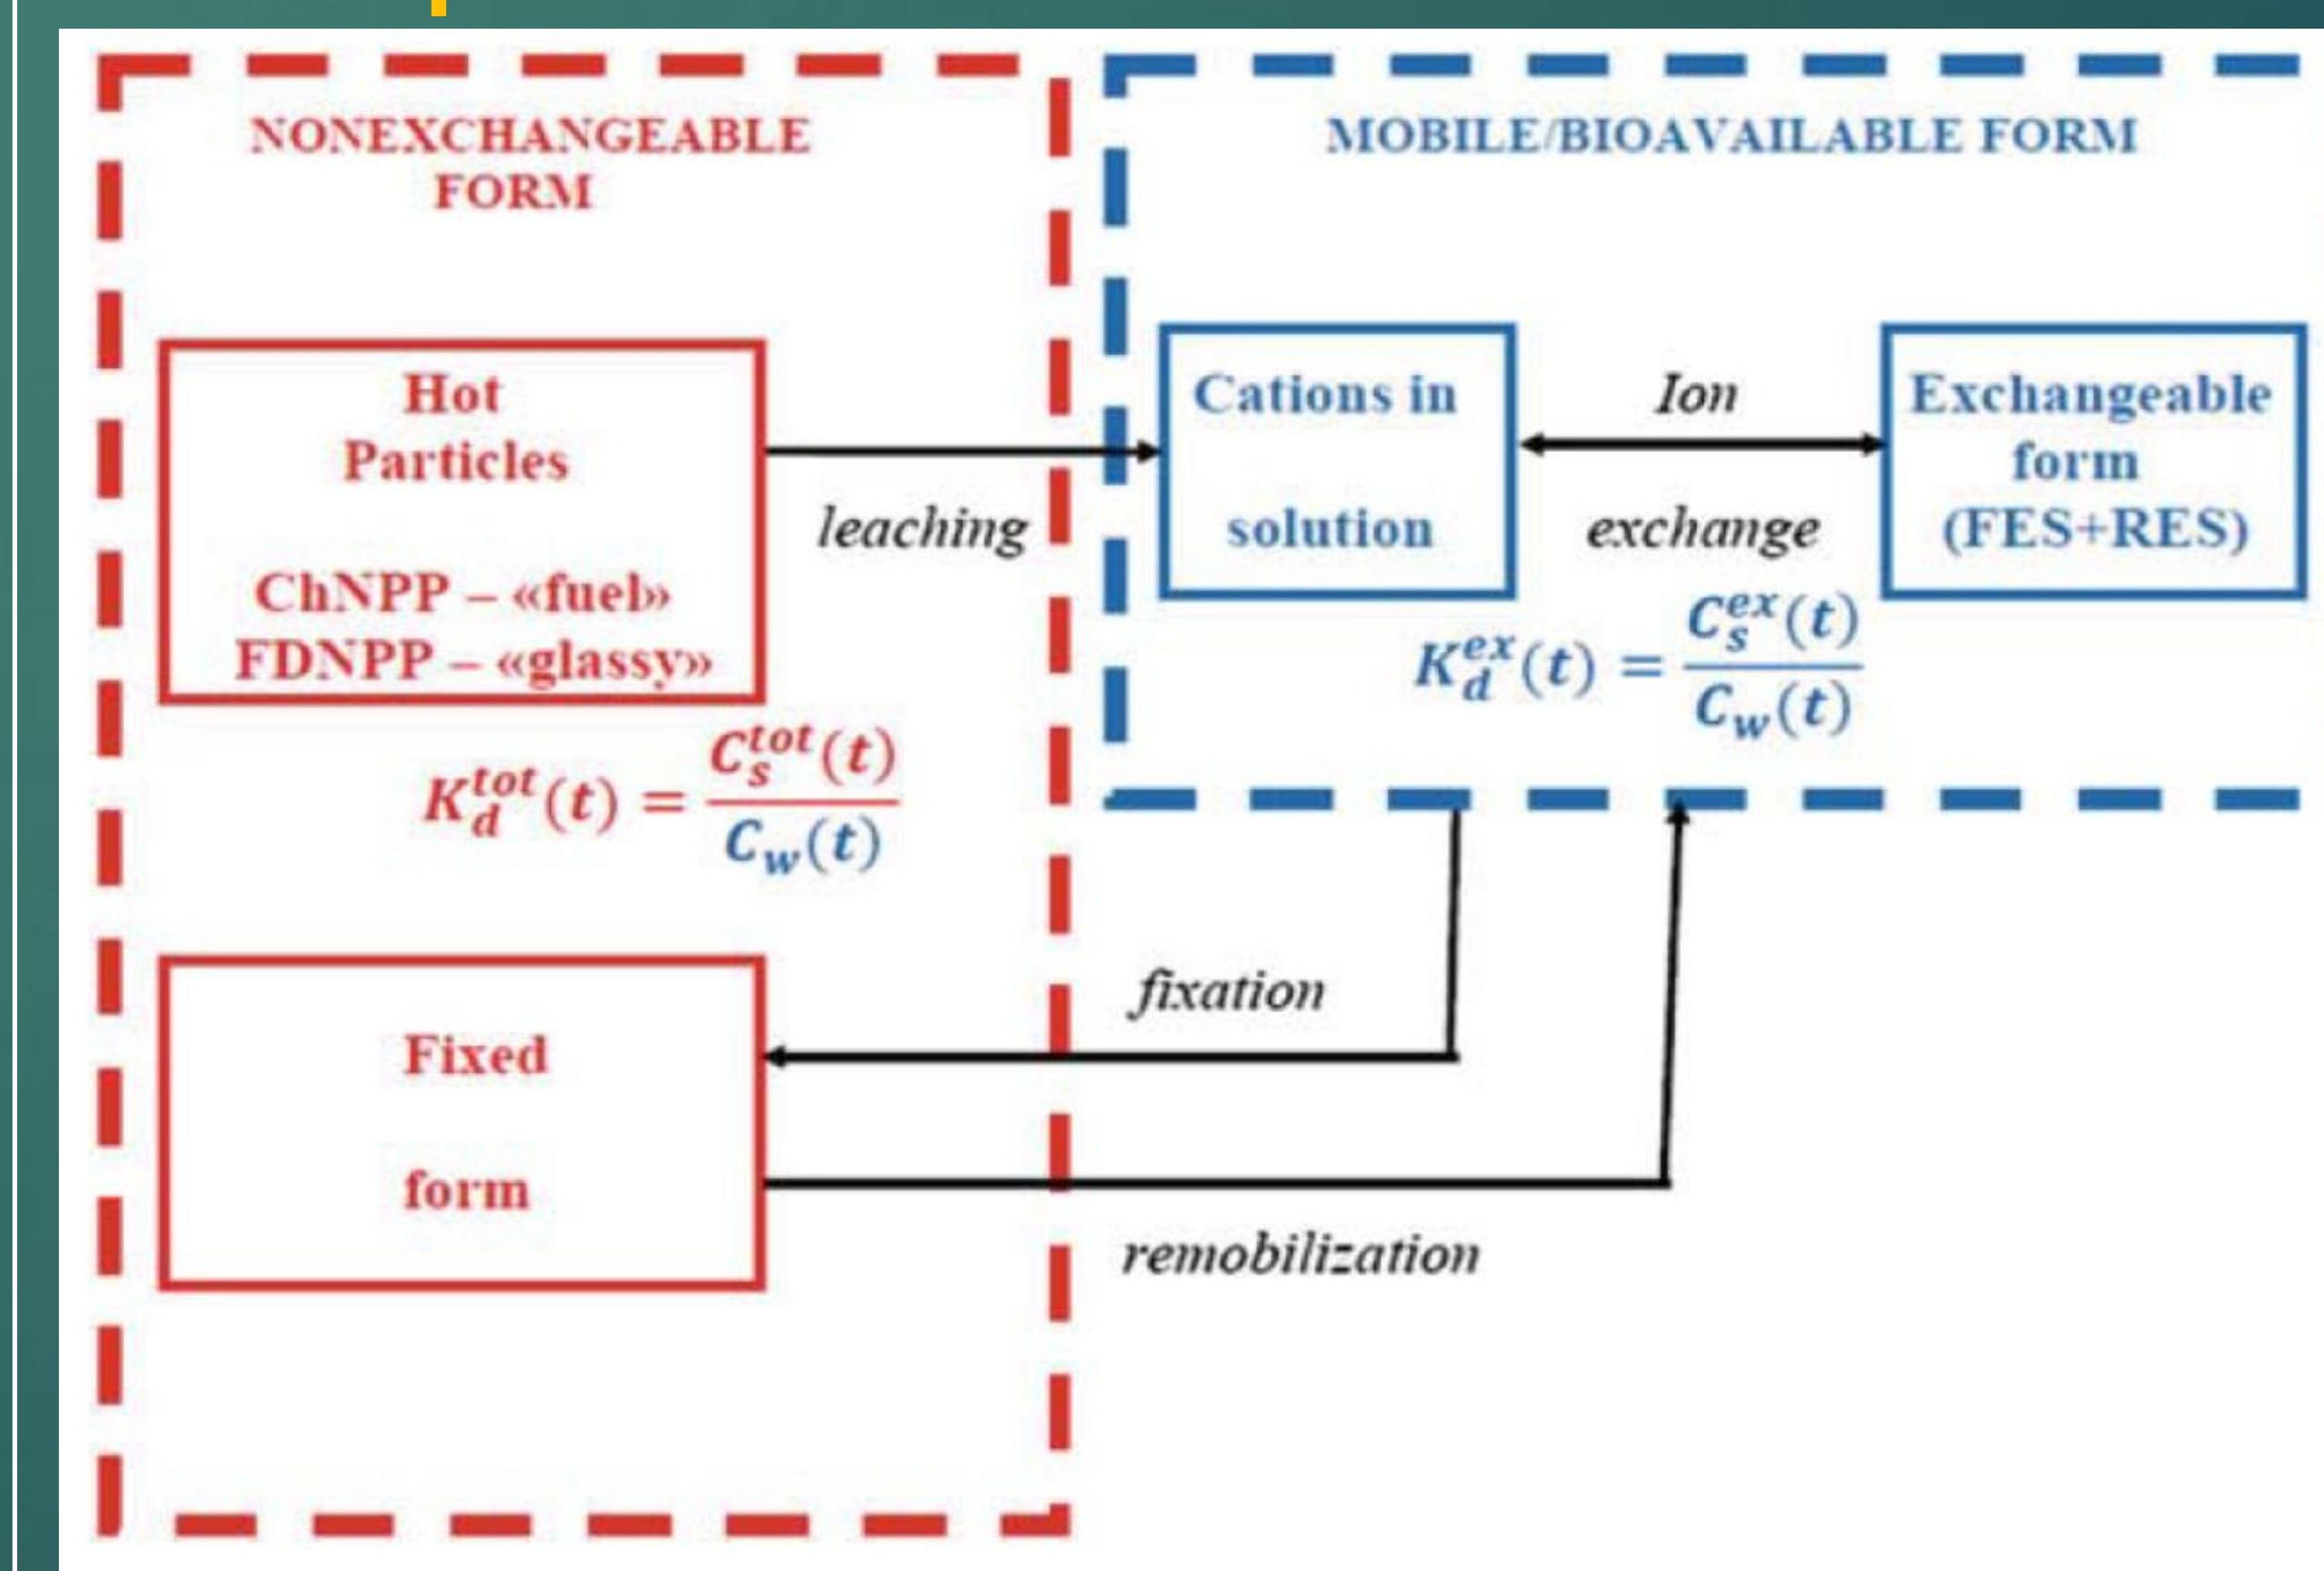 NONEXCHANGEABLE
FORM
MOBILE/BIOAVAILABLE FORM
Hot
Particles
ChNPP – «fuel»
FDNPP – «glassy»
leaching
Cations in
solution
Ion
exchange
Exchangeable
form
(FES+RES)
K_d^{ex}(t) = C_s^{ex}(t) / C_w(t)
K_d^{tot}(t) = C_s^{tot}(t) / C_w(t)
fixation
Fixed
form
remobilization